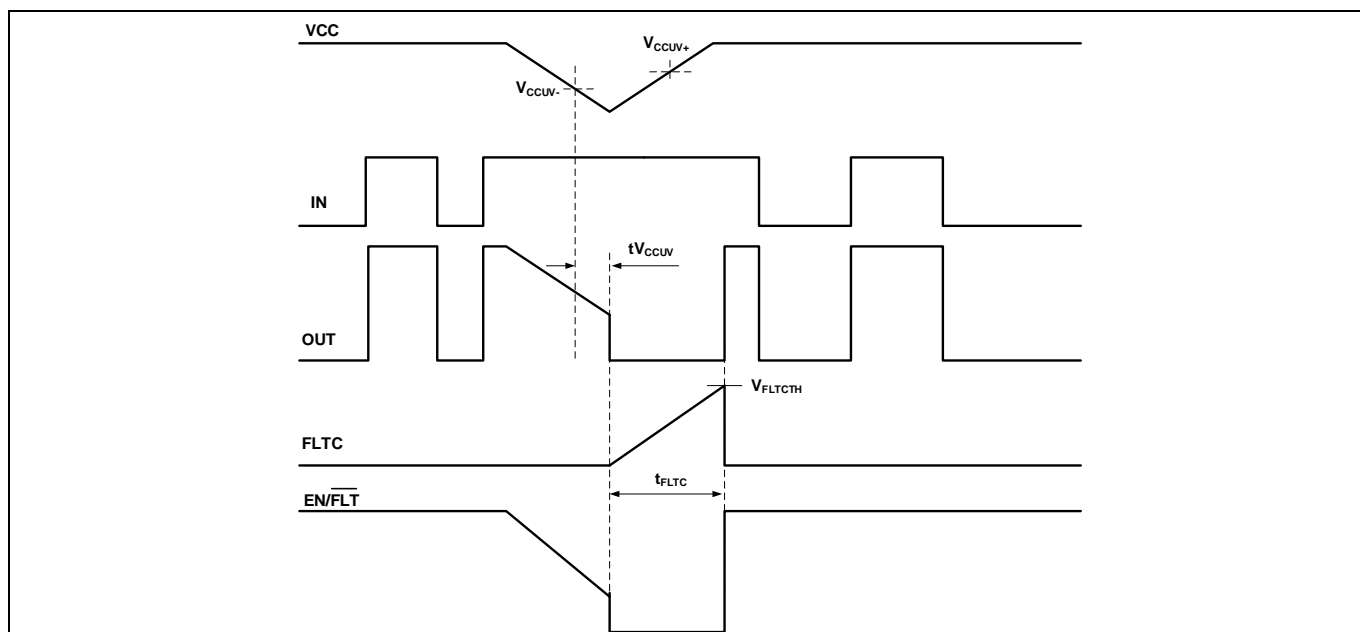 VCC
VCCUV+
VCCUV-
IN
tVCCUV
OUT
VFLTCTH
FLTC
tFLTC
EN/FLT